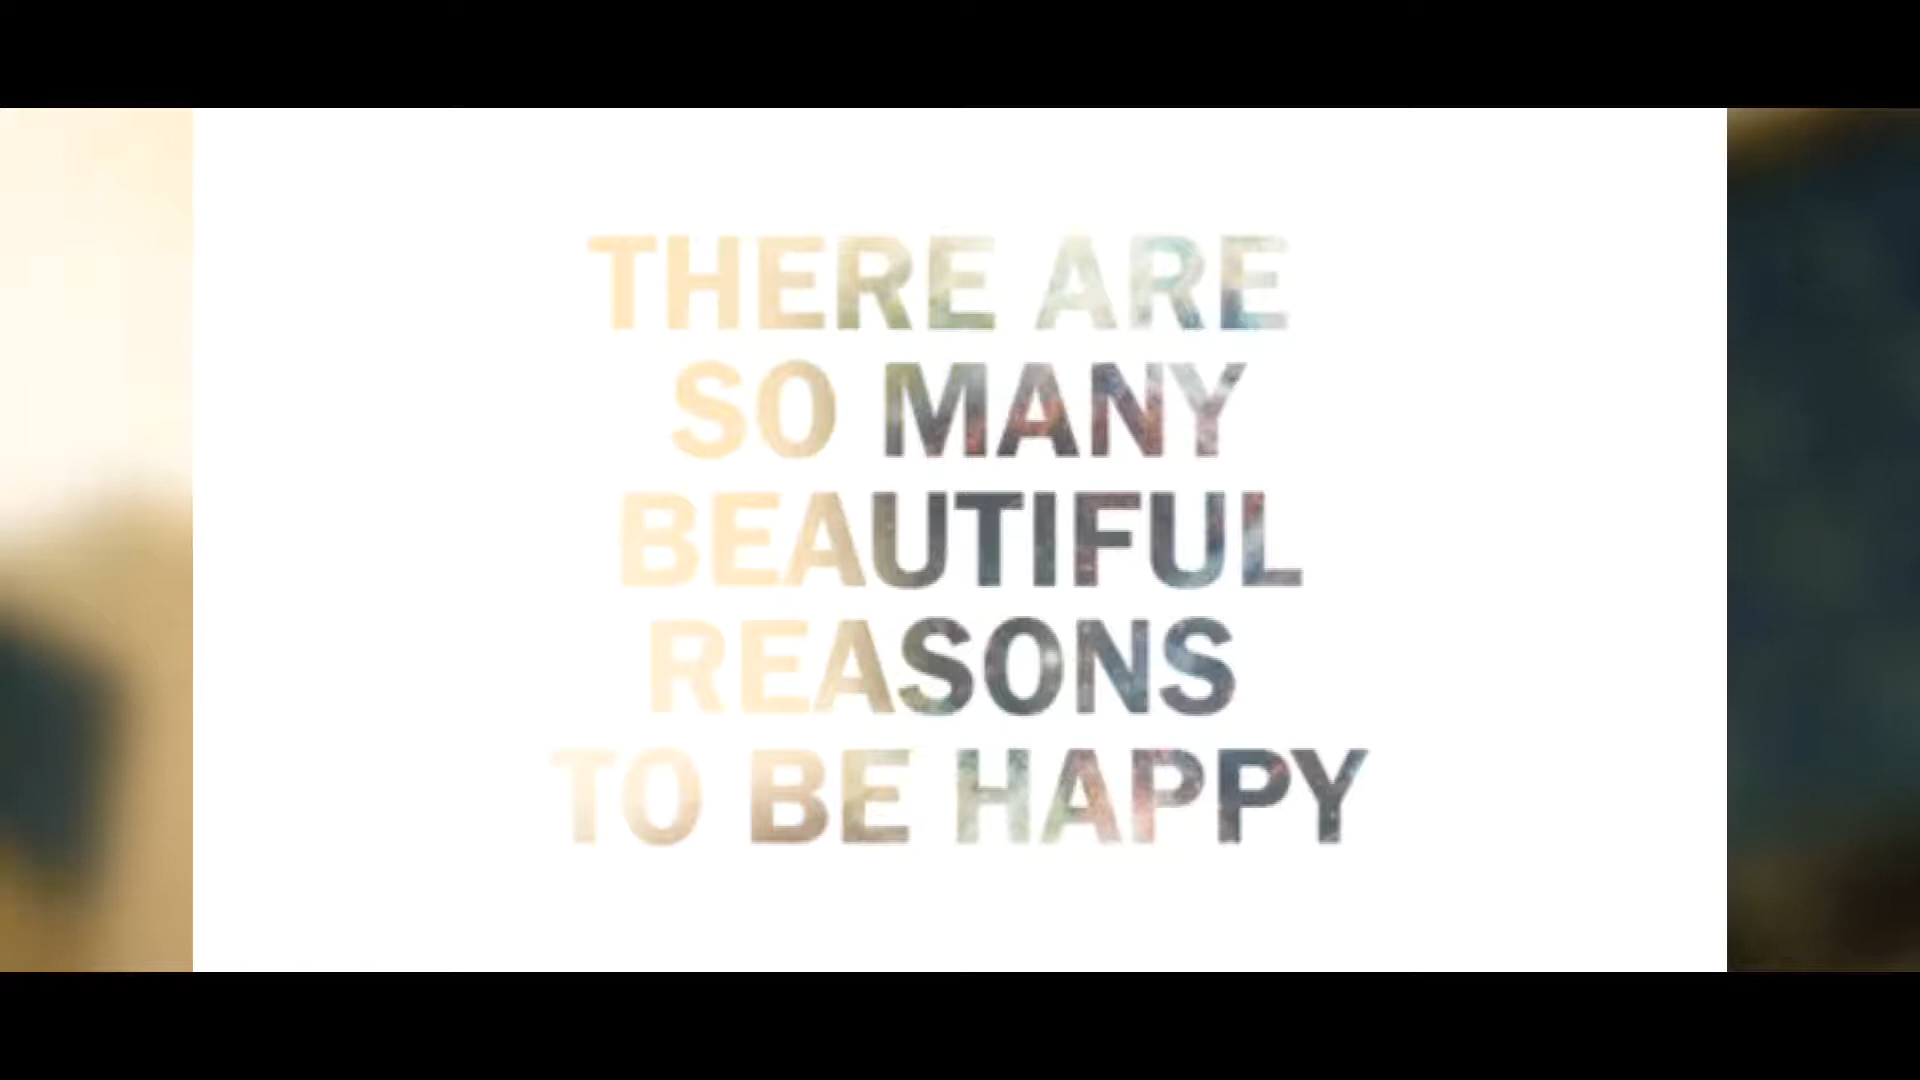 THERE ARE
SO MANY
BEAUTIFUL
REASONS
TO BE HAPPY